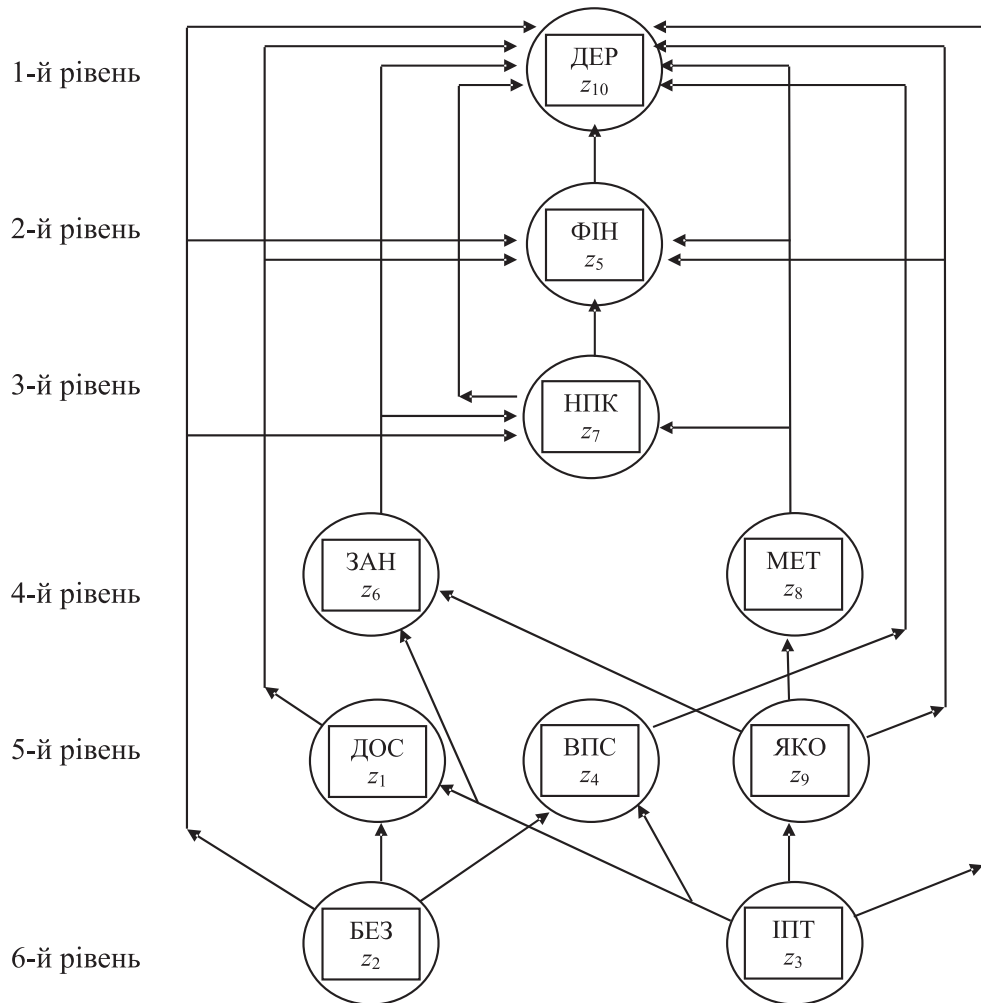 1-й рівень
ДЕР
z10
2-й рівень
ФІН
z5
3-й рівень
НПК
z7
4-й рівень
ЗАН
z6
МЕТ
z8
5-й рівень
ДОС
z1
ВПС
z4
ЯКО
z9
6-й рівень
БЕЗ
z2
ІПТ
z3